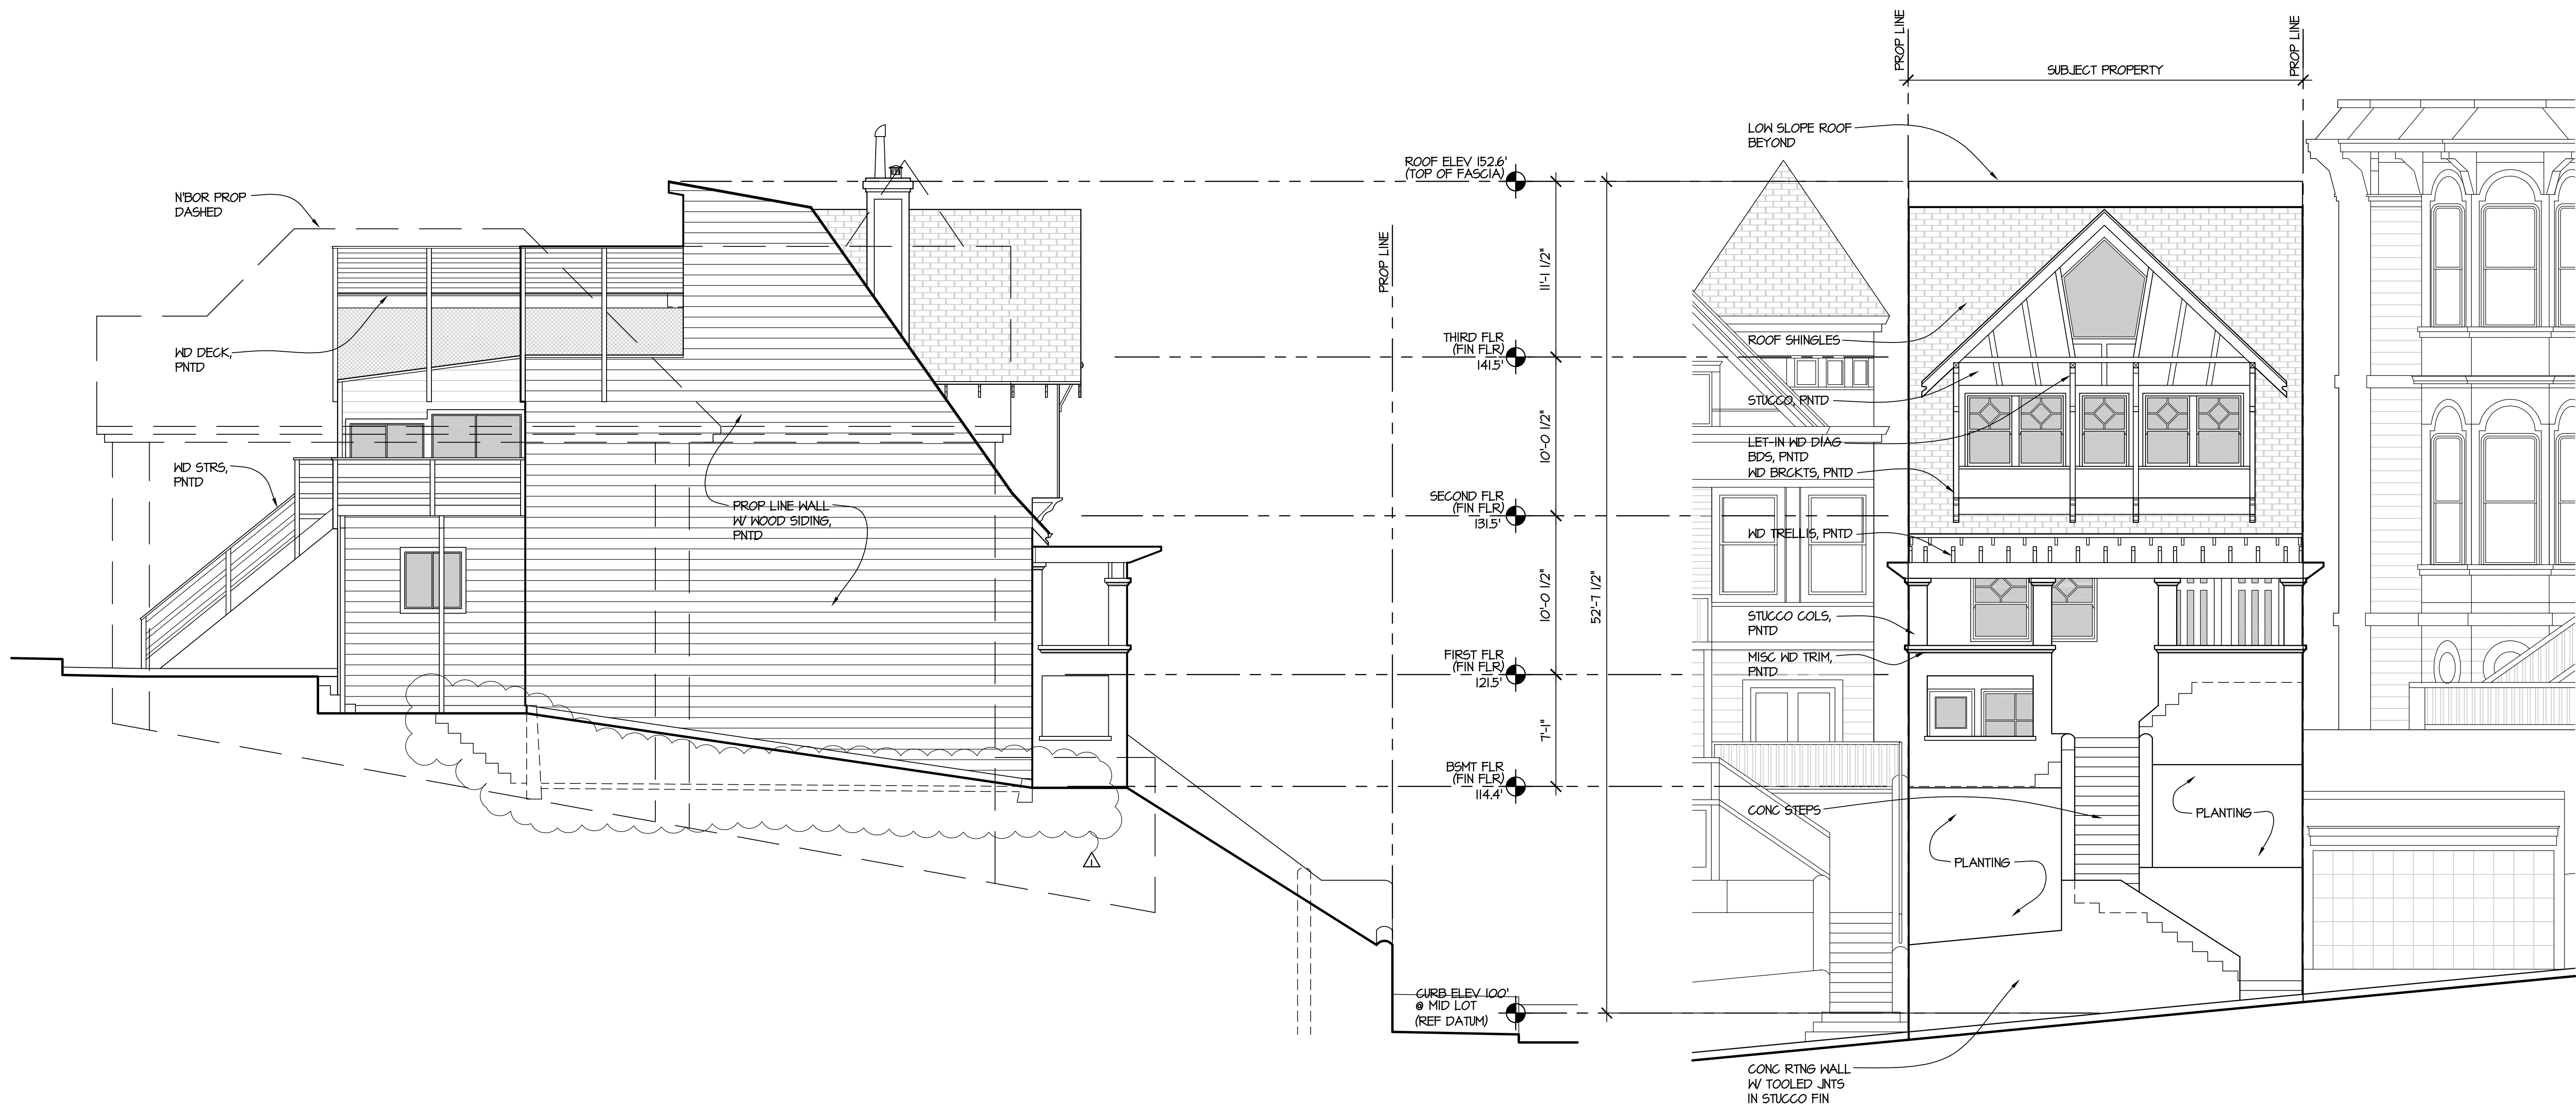 N'BOR PROP
DASHED
WD DECK,
PNTD
WD STRS,
PNTD
PROP LINE WALL
W/ WOOD SIDING,
PNTD
1
PROP LINE
ROOF ELEV 152.6'
(TOP OF FASCIA)
THIRD FLR
(FIN FLR)
141.5'
SECOND FLR
(FIN FLR)
131.5'
FIRST FLR
(FIN FLR)
121.5'
BSMT FLR
(FIN FLR)
114.4'
CURB ELEV 100'
@ MID LOT
(REF DATUM)
11'-1 1/2"
10'-0 1/2"
10'-0 1/2"
7'-1"
52'-7 1/2"
PROP LINE
SUBJECT PROPERTY
PROP LINE
LOW SLOPE ROOF
BEYOND
ROOF SHINGLES
STUCCO, PNTD
LET-IN WD DIAG
BDS, PNTD
WD BRCKTS, PNTD
WD TRELLIS, PNTD
STUCCO COLS,
PNTD
MISC WD TRIM,
PNTD
CONC STEPS
PLANTING
PLANTING
CONC RTNG WALL
W/ TOOLED JNTS
IN STUCCO FIN